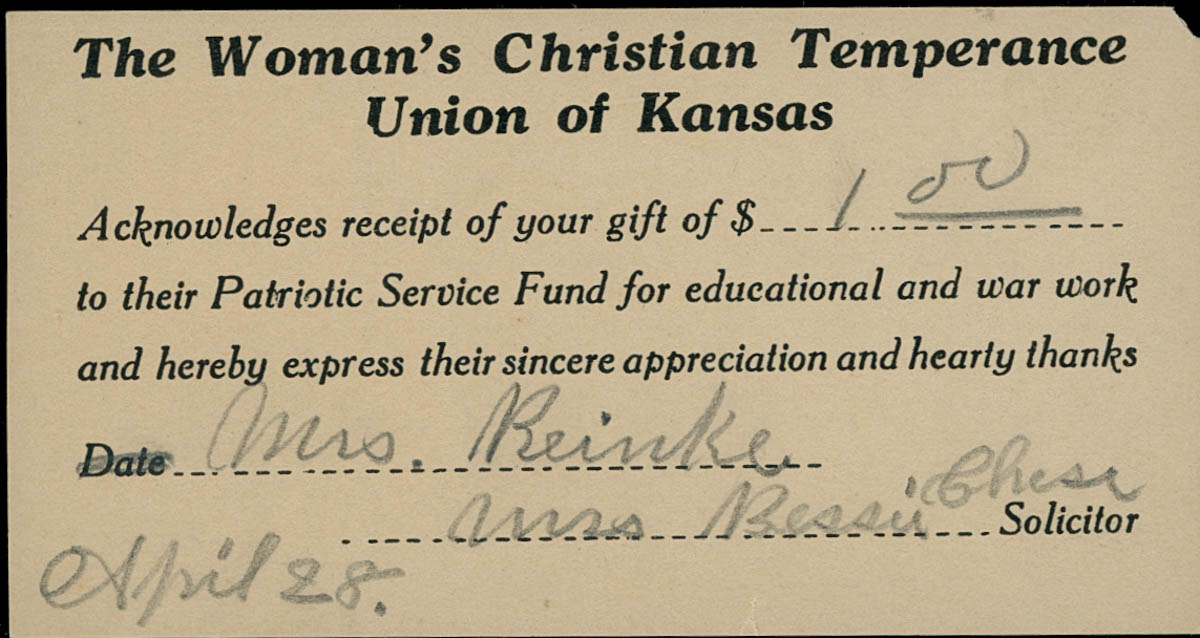 The Woman's Christian Temperance
Union of Kansas
Acknowledges receipt of your gift of $ 1 00
to their Patriotic Service Fund for educational and war work
and hereby express their sincere appreciation and hearty thanks
Date Mrs. Reinke
Mrs Bessie Solicitor
April 28.